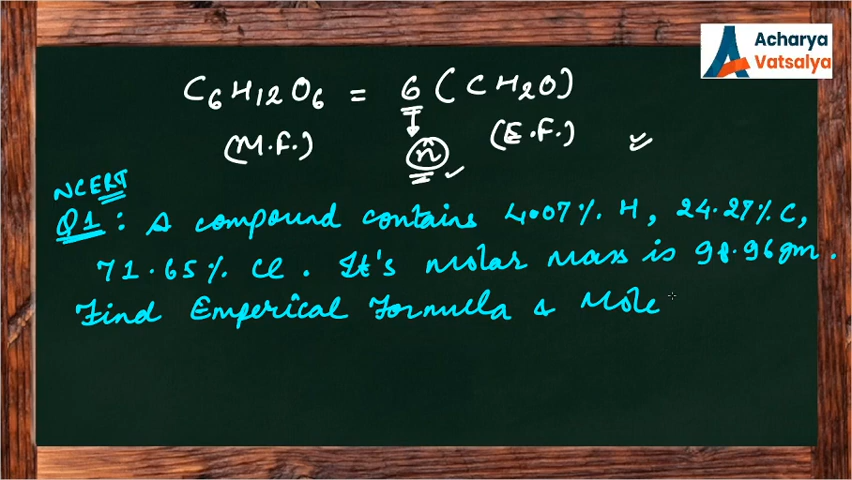 Acharya
Vatsalya
C6H12O6 = 6 (CH2O)
(M.F.) n (E.F.)
NCERT
Q1 : A compound contains 4.07% H, 24.27% C,
71.65% Cl. It's molar mass is 98.96gm.
Find Emperical Formula & Mole